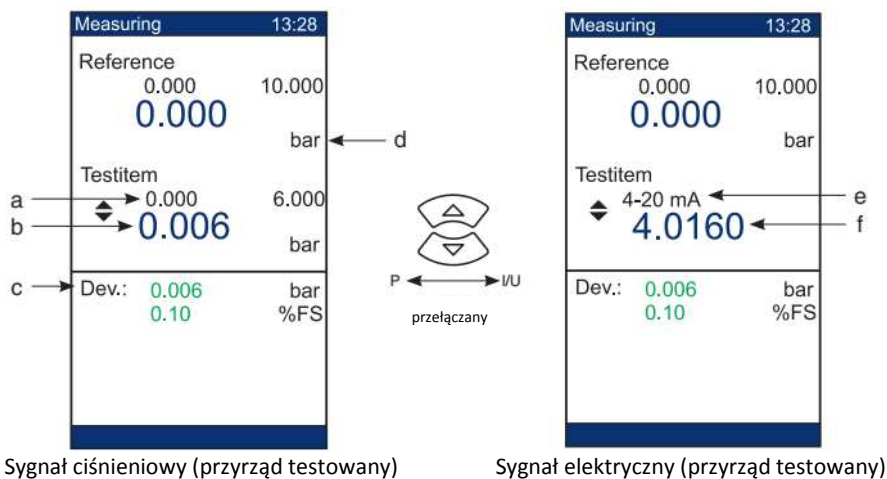 Measuring 13:28
Reference
0.000 10.000
0.000
bar
d
Testitem
a
0.000 6.000
b
0.006
bar
c
Dev.: 0.006 bar
0.10 %FS
P I/U
przełączany
Measuring 13:28
Reference
0.000 10.000
0.000
bar
Testitem
4-20 mA
e
4.0160
f
Dev.: 0.006 bar
0.10 %FS
Sygnał ciśnieniowy (przyrząd testowany)
Sygnał elektryczny (przyrząd testowany)